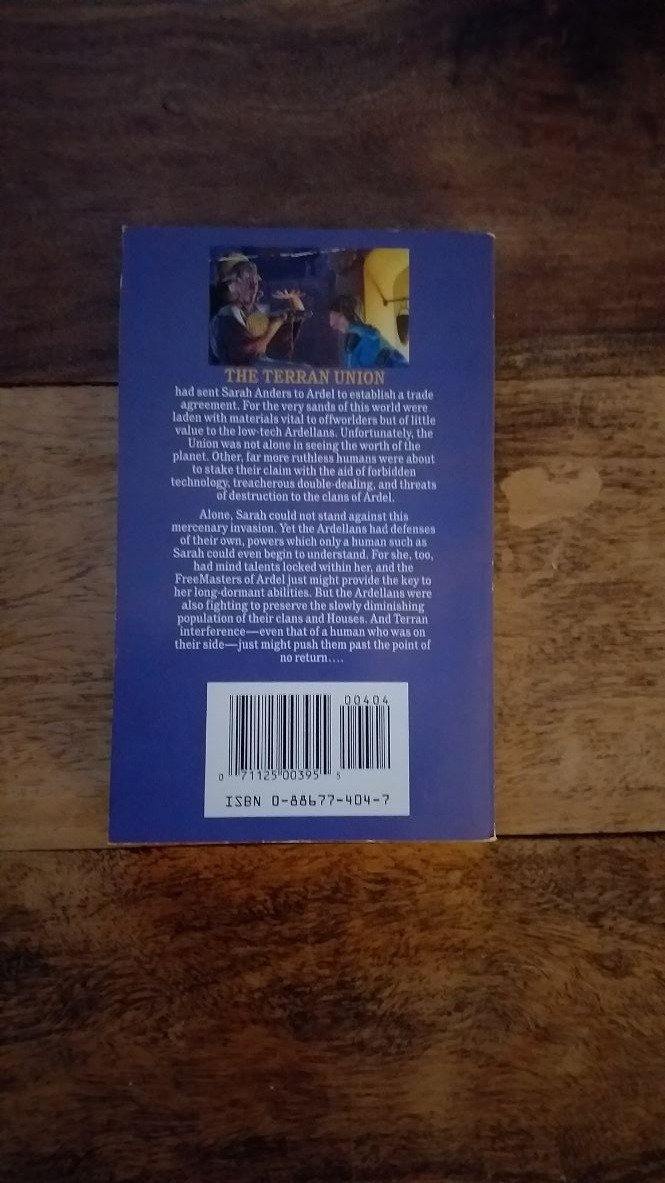 THE TERRAN UNION
had sent Sarah Anders to Ardel to establish a trade
agreement. For the very sands of this world were
laden with materials vital to offworlders but of little
value to the low-tech Ardellans. Unfortunately, the
Union was not alone in seeing the worth of the
planet. Other, far more ruthless humans were about
to stake their claim with the aid of forbidden
technology, treacherous double-dealing, and threats
of destruction to the clans of Ardel.
Alone, Sarah could not stand against this
mercenary invasion. Yet the Ardellans had defenses
of their own, powers which only a human such as
Sarah could even begin to understand. For she, too,
had mind talents locked within her, and the
FreeMasters of Ardel just might provide the key to
her long-dormant abilities. But the Ardellans were
also fighting to preserve the slowly diminishing
population of their clans and Houses. And Terran
interference—even that of a human who was on
their side—just might push them past the point of
no return....
00404
0 71125 00395 5
ISBN 0-88677-404-7